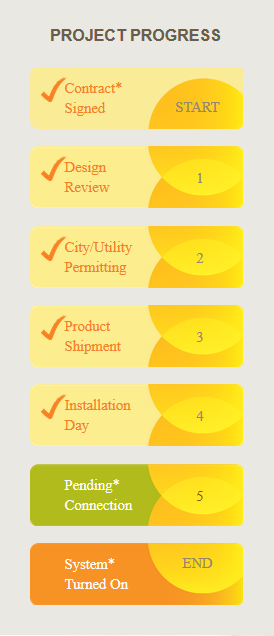 PROJECT PROGRESS
Contract*
Signed
START
Design
Review
1
City/Utility
Permitting
2
Product
Shipment
3
Installation
Day
4
Pending*
Connection
5
System*
Turned On
END